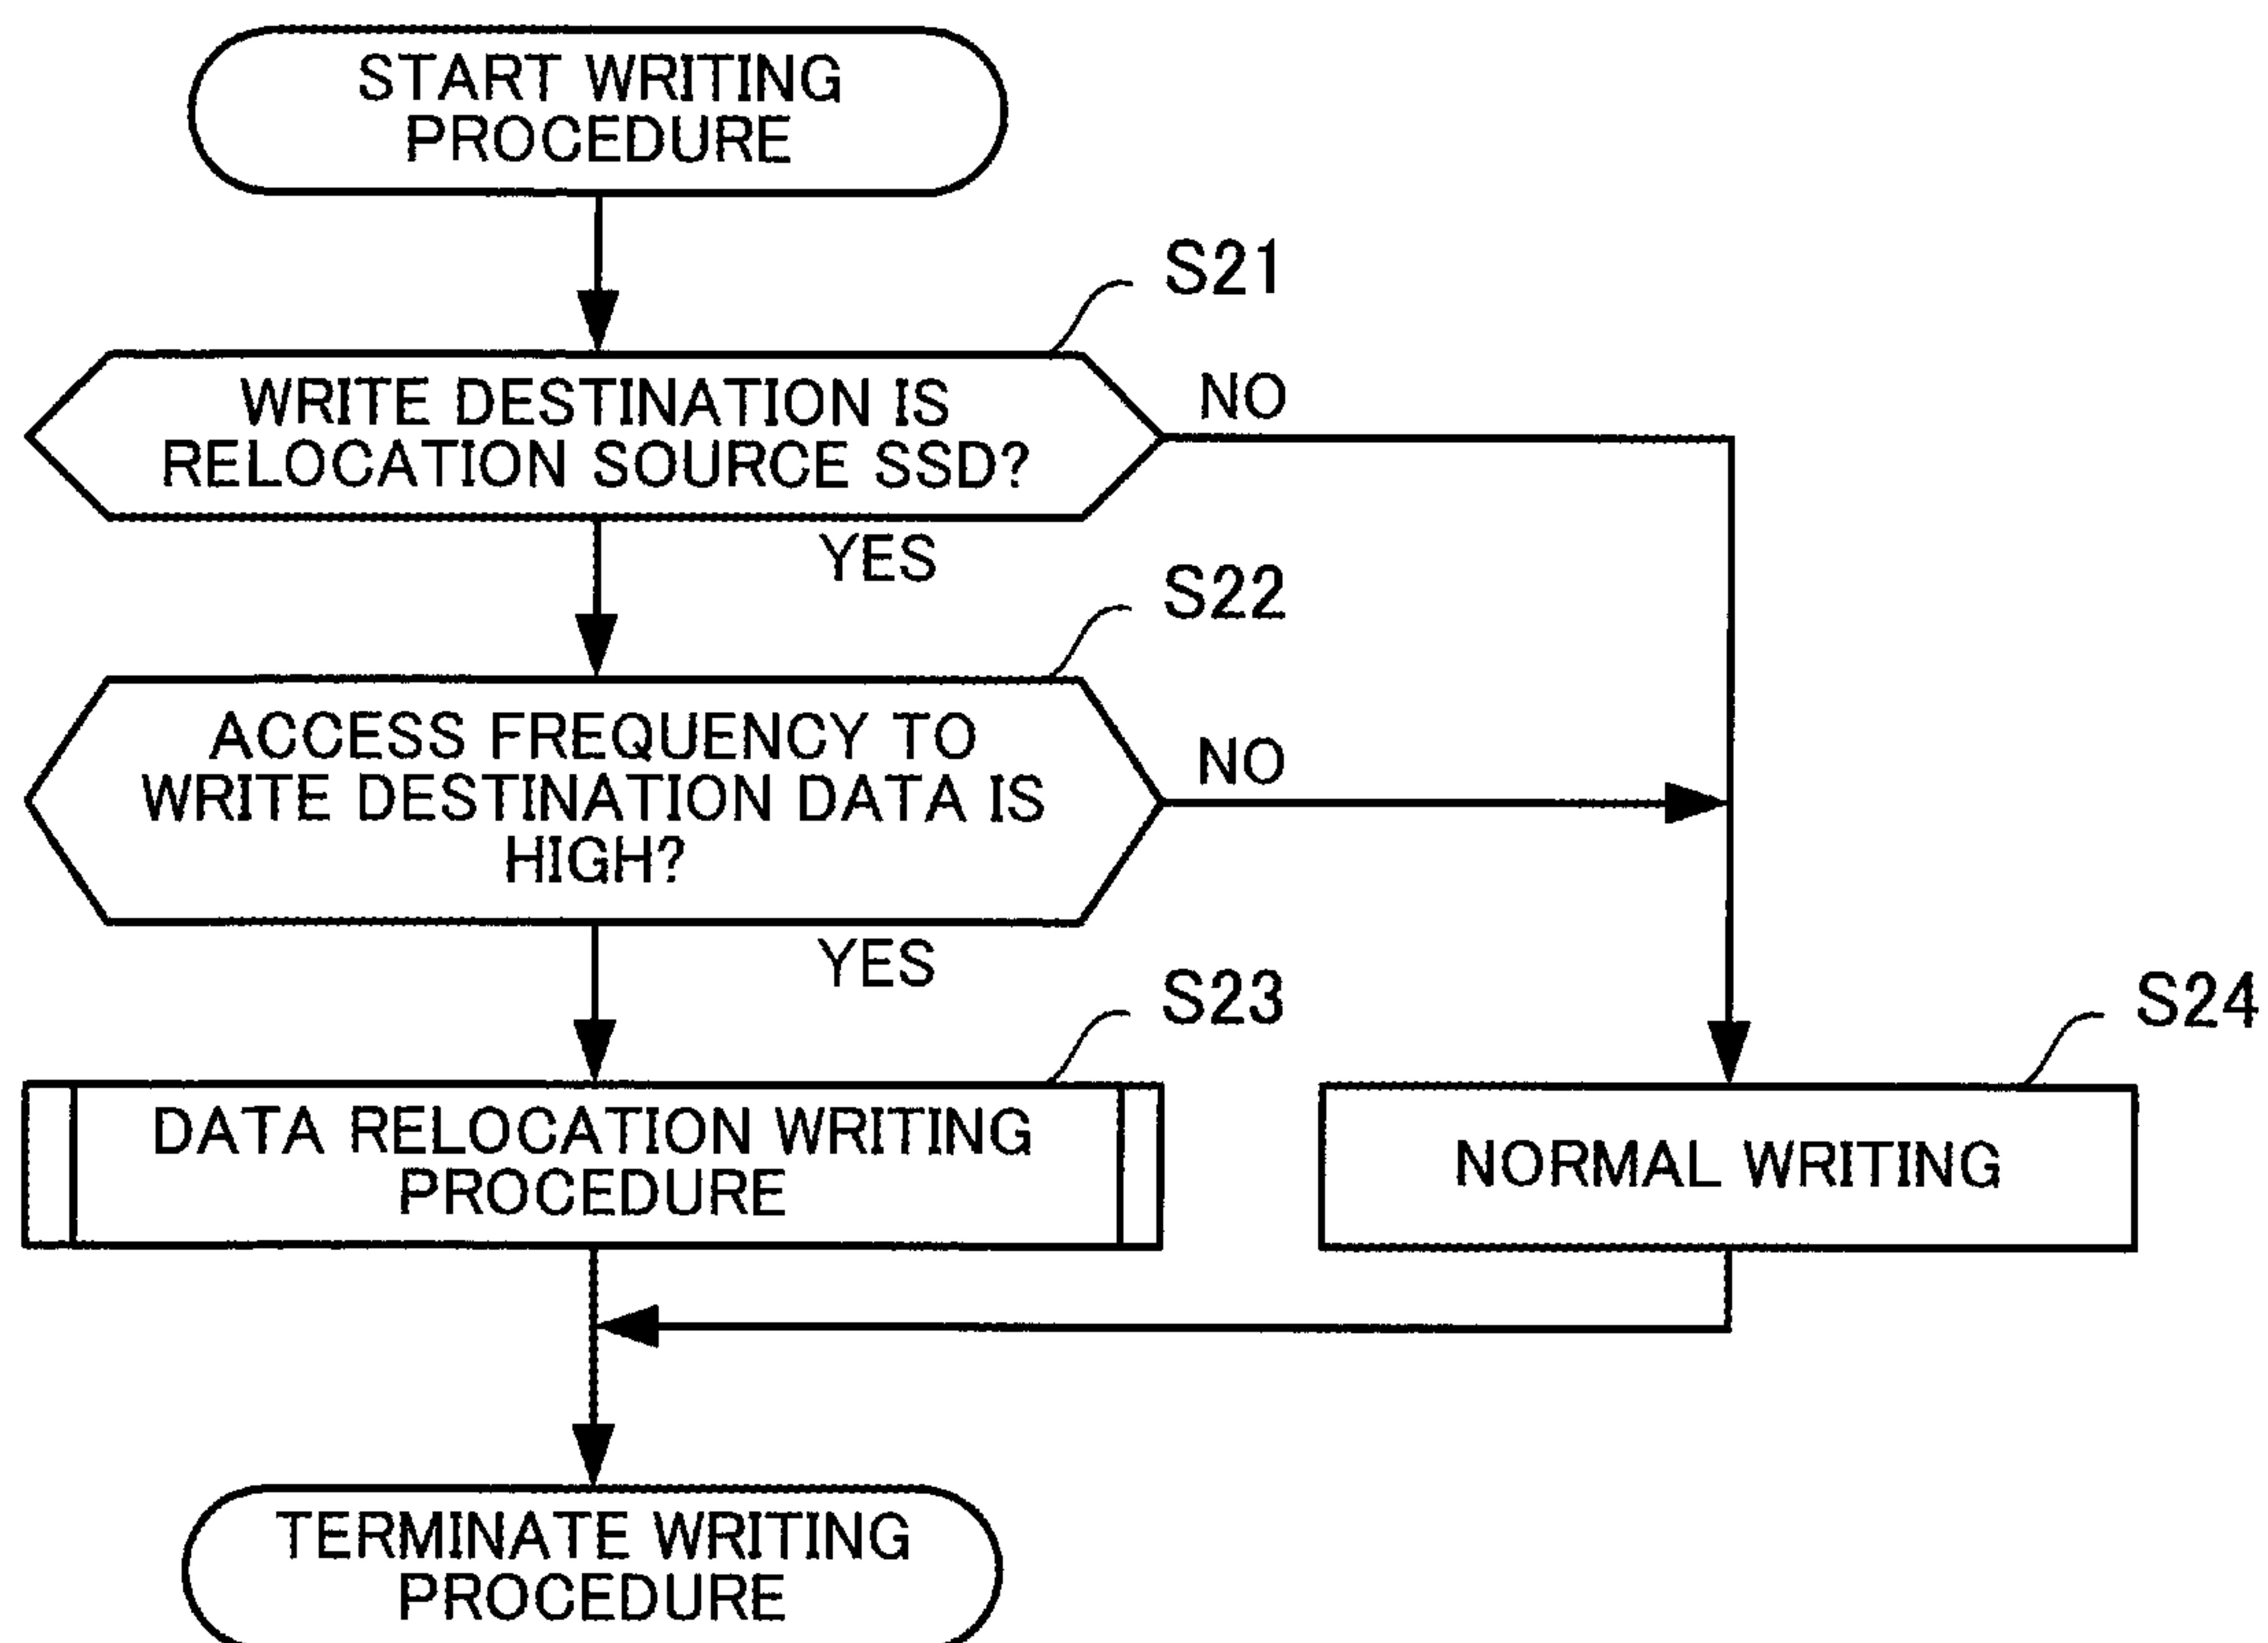 START WRITING
PROCEDURE
S21
WRITE DESTINATION IS
RELOCATION SOURCE SSD?
NO
YES
S22
ACCESS FREQUENCY TO
WRITE DESTINATION DATA IS
HIGH?
NO
YES
S23
S24
DATA RELOCATION WRITING
PROCEDURE
NORMAL WRITING
TERMINATE WRITING
PROCEDURE